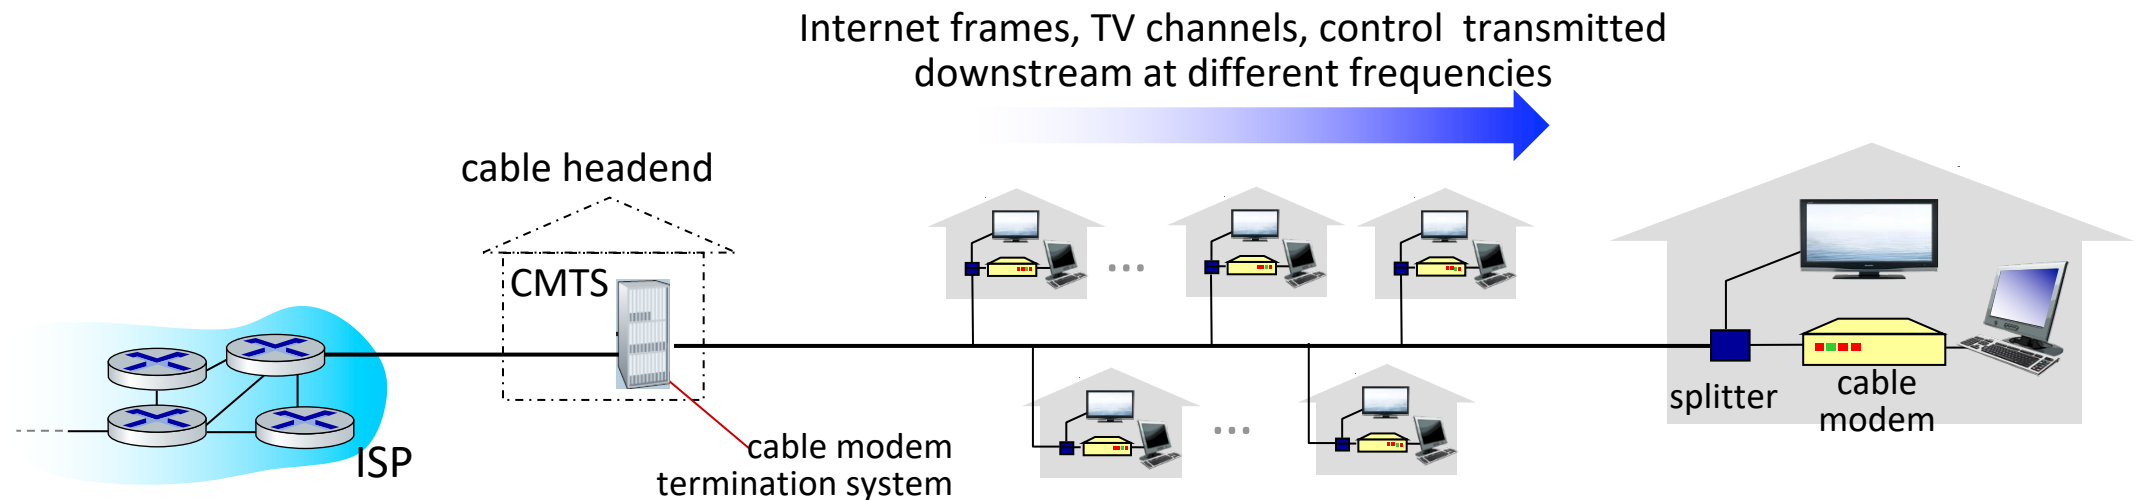 Internet frames, TV channels, control  transmitted
downstream at different frequencies
cable headend
CMTS
ISP
cable modem
termination system
splitter
cable
modem